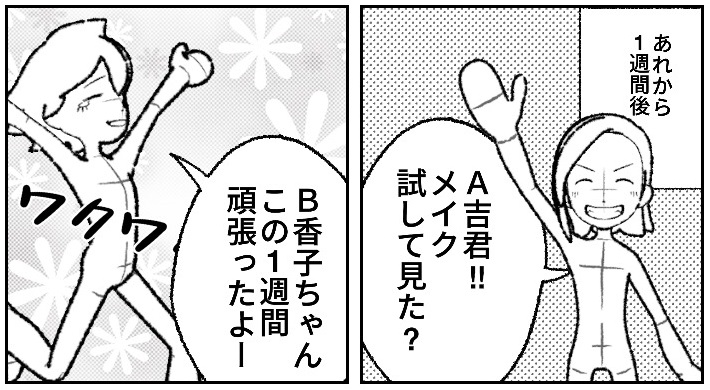 あれから
1週間後
A吉君!!
メイク
試して見た?
B香子ちゃん
この1週間
頑張ったよー
ワクワク